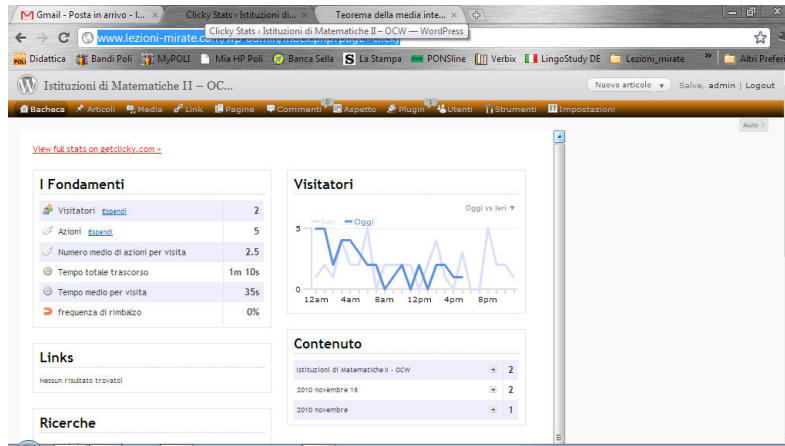 Gmail - Posta in arrivo - l...
Clicky Stats ‹ Istituzioni di...
Teorema della media inte...
www.lezioni-mirate.com/wp-admin/index.php?page=clicky
Clicky Stats ‹ Istituzioni di Matematiche II – OCW — WordPress
Didattica Bandi Poli MyPOLI Mia HP Poli Banca Sella La Stampa PONSline Verbix LingoStudy DE Lezioni_mirate » Altri Preferi
Istituzioni di Matematiche II – OC...
Nuovo articolo Salve, admin | Logout
Bacheca Articoli Media Link Pagine Commenti 0 Aspetto Plugin 1 Utenti Strumenti Impostazioni
Aiuto
View full stats on getclicky.com »
I Fondamenti
Visitatori Espandi 2
Azioni Espandi 5
Numero medio di azioni per visita 2.5
Tempo totale trascorso 1m 10s
Tempo medio per visita 35s
frequenza di rimbalzo 0%
Links
Nessun risultato trovato!
Ricerche
Visitatori
Oggi vs Ieri ▼
Ieri Oggi
5
0
12am 4am 8am 12pm 4pm 8pm
Contenuto
Istituzioni di Matematiche II - OCW 2
2010 novembre 18 2
2010 novembre 1